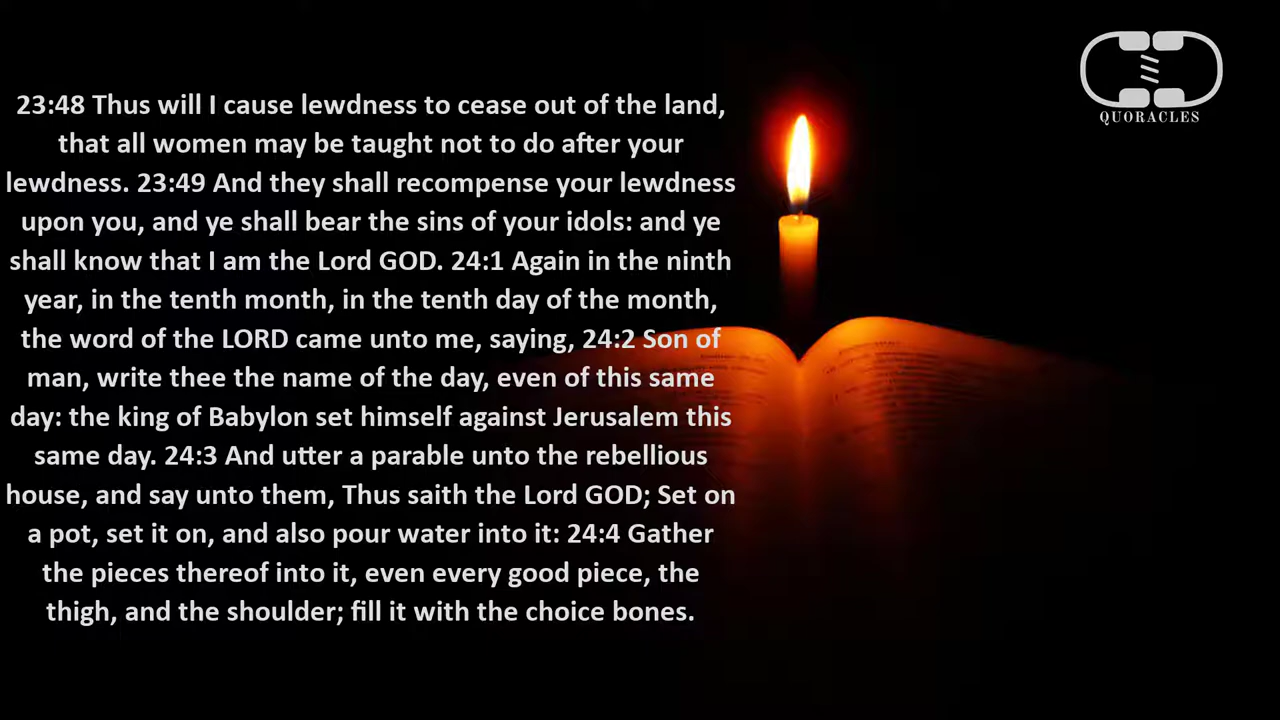 23:48 Thus will I cause lewdness to cease out of the land,
that all women may be taught not to do after your
lewdness. 23:49 And they shall recompense your lewdness
upon you, and ye shall bear the sins of your idols: and ye
shall know that I am the Lord GOD. 24:1 Again in the ninth
year, in the tenth month, in the tenth day of the month,
the word of the LORD came unto me, saying, 24:2 Son of
man, write thee the name of the day, even of this same
day: the king of Babylon set himself against Jerusalem this
same day. 24:3 And utter a parable unto the rebellious
house, and say unto them, Thus saith the Lord GOD; Set on
a pot, set it on, and also pour water into it: 24:4 Gather
the pieces thereof into it, even every good piece, the
thigh, and the shoulder; fill it with the choice bones.
QUORACLES